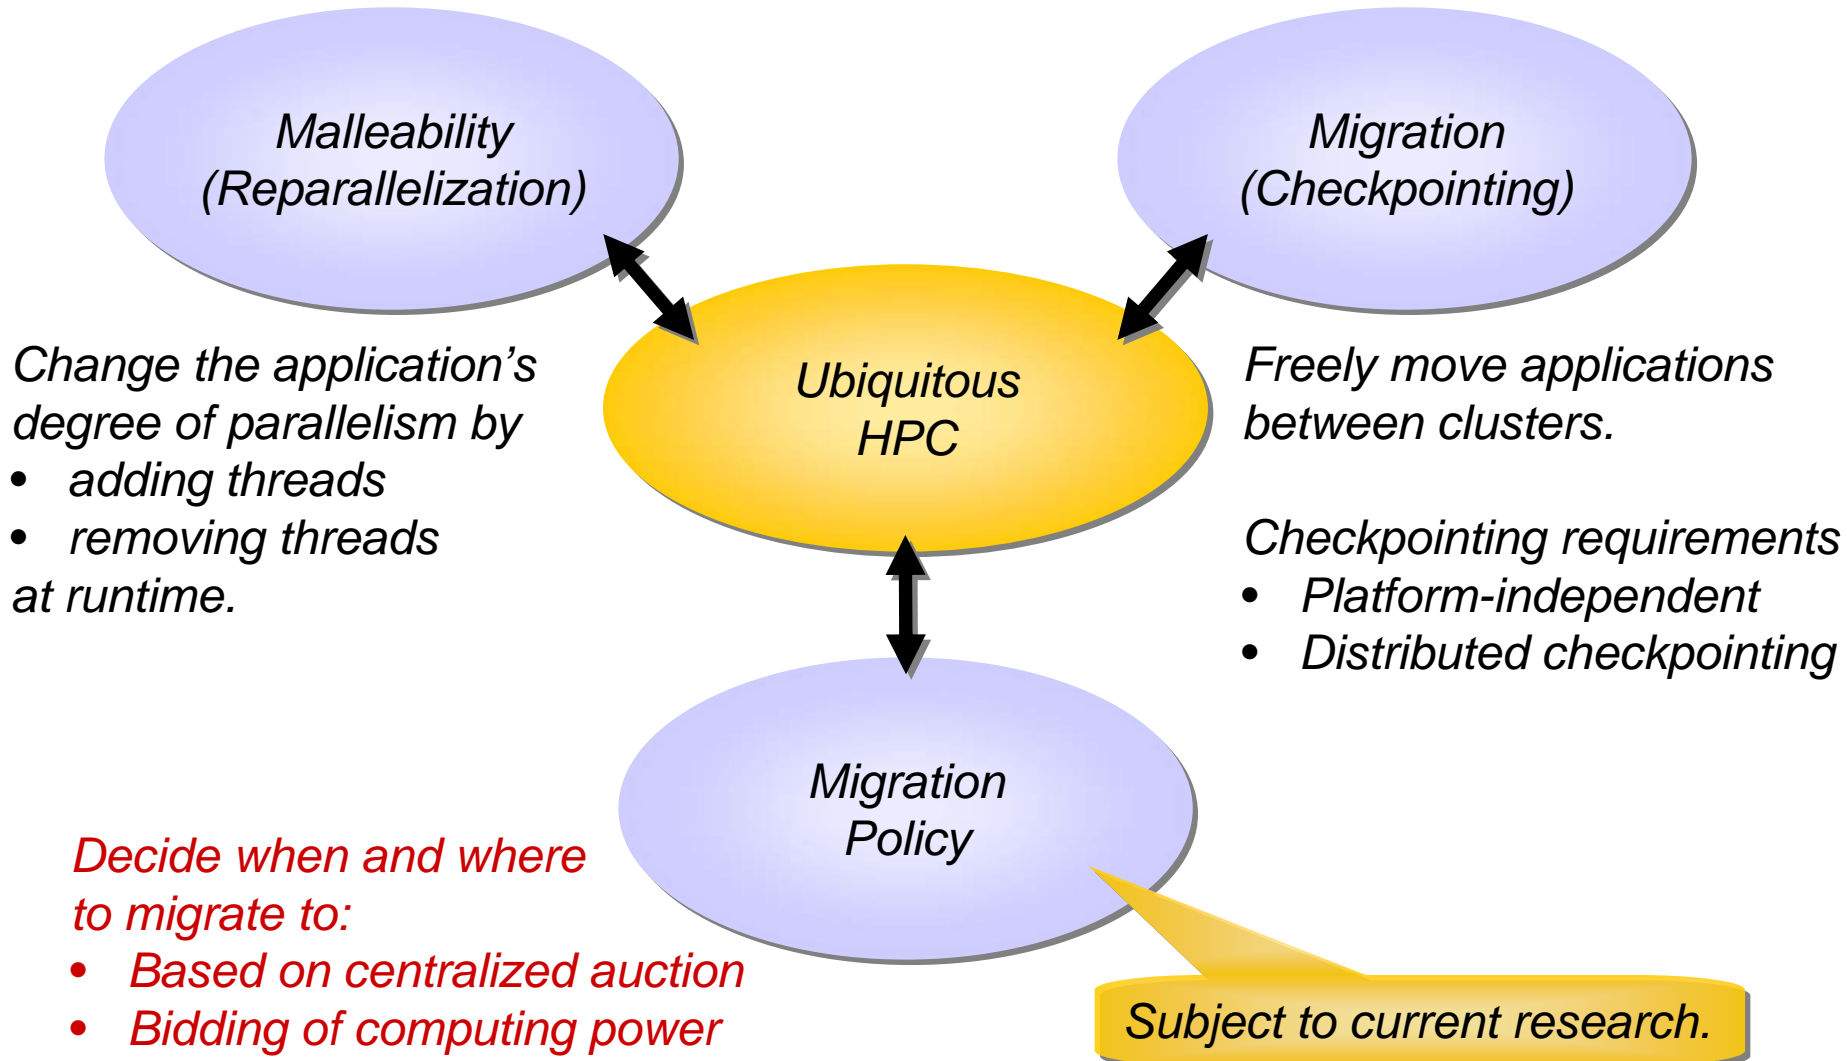 Malleability
(Reparallelization)
Migration
(Checkpointing)
Ubiquitous
HPC
Change the application’s
degree of parallelism by
• adding threads
• removing threads
at runtime.
Freely move applications
between clusters.
Checkpointing requirements
• Platform-independent
• Distributed checkpointing
Migration
Policy
Decide when and where
to migrate to:
• Based on centralized auction
• Bidding of computing power
Subject to current research.